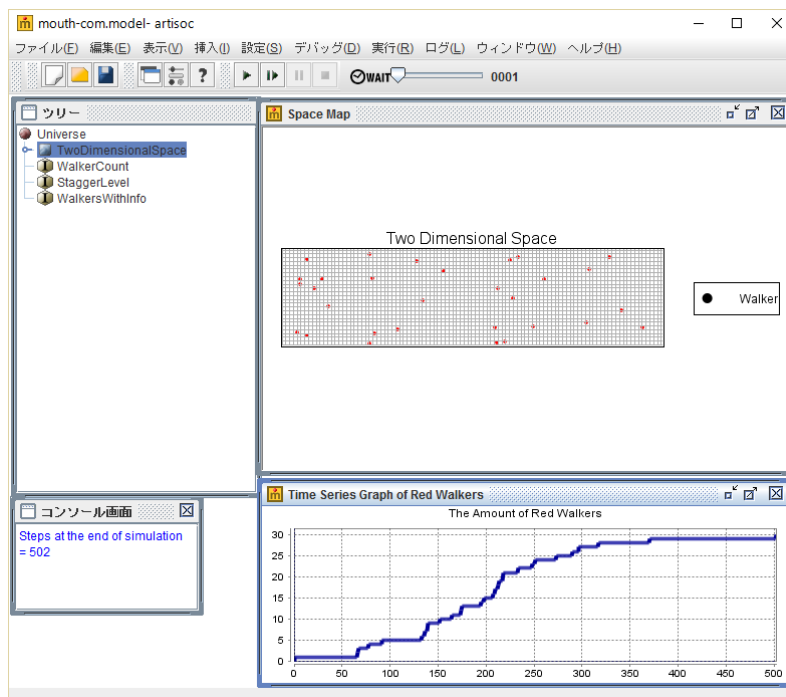 mouth-com.model- artisoc
ファイル(F) 編集(E) 表示(V) 挿入(I) 設定(S) デバッグ(D) 実行(R) ログ(L) ウィンドウ(W) ヘルプ(H)
WAIT 0001
ツリー
Universe
TwoDimensionalSpace
WalkerCount
StaggerLevel
WalkersWithInfo
Space Map
Two Dimensional Space
Walker
コンソール画面
Steps at the end of simulation
= 502
Time Series Graph of Red Walkers
The Amount of Red Walkers
30
25
20
15
10
5
0
0 50 100 150 200 250 300 350 400 450 500